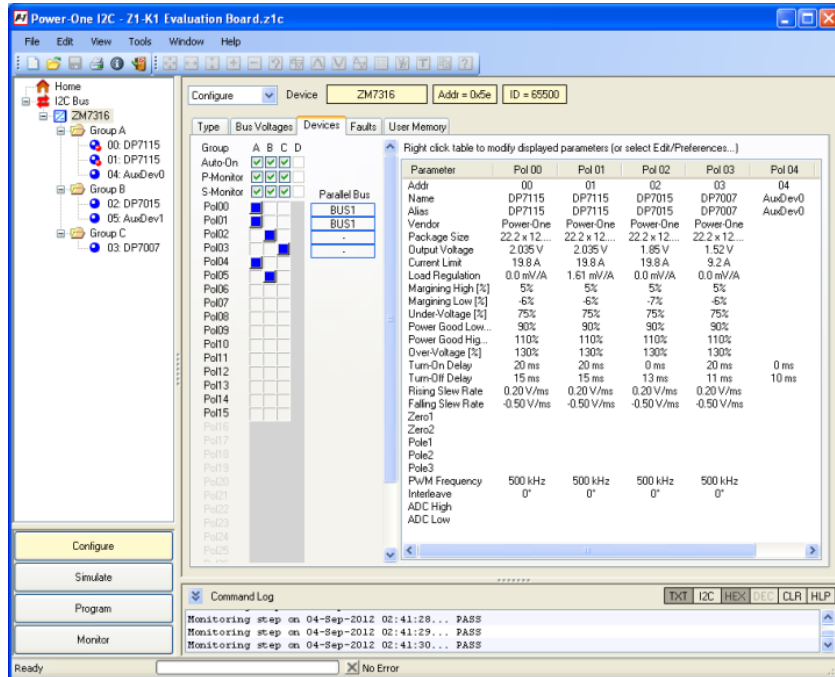 Power-One I2C - Z1-K1 Evaluation Board.z1c
File Edit View Tools Window Help
Home
I2C Bus
ZM7316
Group A
00: DP7115
01: DP7115
04: AuxDev0
Group B
02: DP7015
05: AuxDev1
Group C
03: DP7007
Configure
Simulate
Program
Monitor
Configure Device ZM7316 Addr = 0x5e ID = 65500
Type Bus Voltages Devices Faults User Memory
Group A B C D
Auto-On
P-Monitor
S-Monitor
Parallel Bus
Pol00 BUS1
Pol01 BUS1
Pol02 -
Pol03 -
Pol04
Pol05
Pol06
Pol07
Pol08
Pol09
Pol10
Pol11
Pol12
Pol13
Pol14
Pol15
Pol16
Pol17
Pol18
Pol19
Pol20
Pol21
Pol22
Pol23
Pol24
Pol25
Right click table to modify displayed parameters (or select Edit/Preferences...)
Parameter Pol 00 Pol 01 Pol 02 Pol 03 Pol 04
Addr 00 01 02 03 04
Name DP7115 DP7115 DP7015 DP7007 AuxDev0
Alias DP7115 DP7115 DP7015 DP7007 AuxDev0
Vendor Power-One Power-One Power-One Power-One
Package Size 22.2 x 12.... 22.2 x 12.... 22.2 x 12.... 22.2 x 12....
Output Voltage 2.035 V 2.035 V 1.85 V 1.52 V
Current Limit 19.8 A 19.8 A 19.8 A 9.2 A
Load Regulation 0.0 mV/A 1.61 mV/A 0.0 mV/A 0.0 mV/A
Margining High [%] 5% 5% 5% 5%
Margining Low [%] -6% -6% -7% -6%
Under-Voltage [%] 75% 75% 75% 75%
Power Good Low... 90% 90% 90% 90%
Power Good Hig... 110% 110% 110% 110%
Over-Voltage [%] 130% 130% 130% 130%
Turn-On Delay 20 ms 20 ms 0 ms 20 ms 0 ms
Turn-Off Delay 15 ms 15 ms 13 ms 11 ms 10 ms
Rising Slew Rate 0.20 V/ms 0.20 V/ms 0.20 V/ms 0.20 V/ms
Falling Slew Rate -0.50 V/ms -0.50 V/ms -0.50 V/ms -0.50 V/ms
Zero1
Zero2
Pole1
Pole2
Pole3
PWM Frequency 500 kHz 500 kHz 500 kHz 500 kHz
Interleave 0° 0° 0° 0°
ADC High
ADC Low
Command Log TXT I2C HEX DEC CLR HLP
Monitoring step on 04-Sep-2012 02:41:28... PASS
Monitoring step on 04-Sep-2012 02:41:29... PASS
Monitoring step on 04-Sep-2012 02:41:30... PASS
Ready No Error